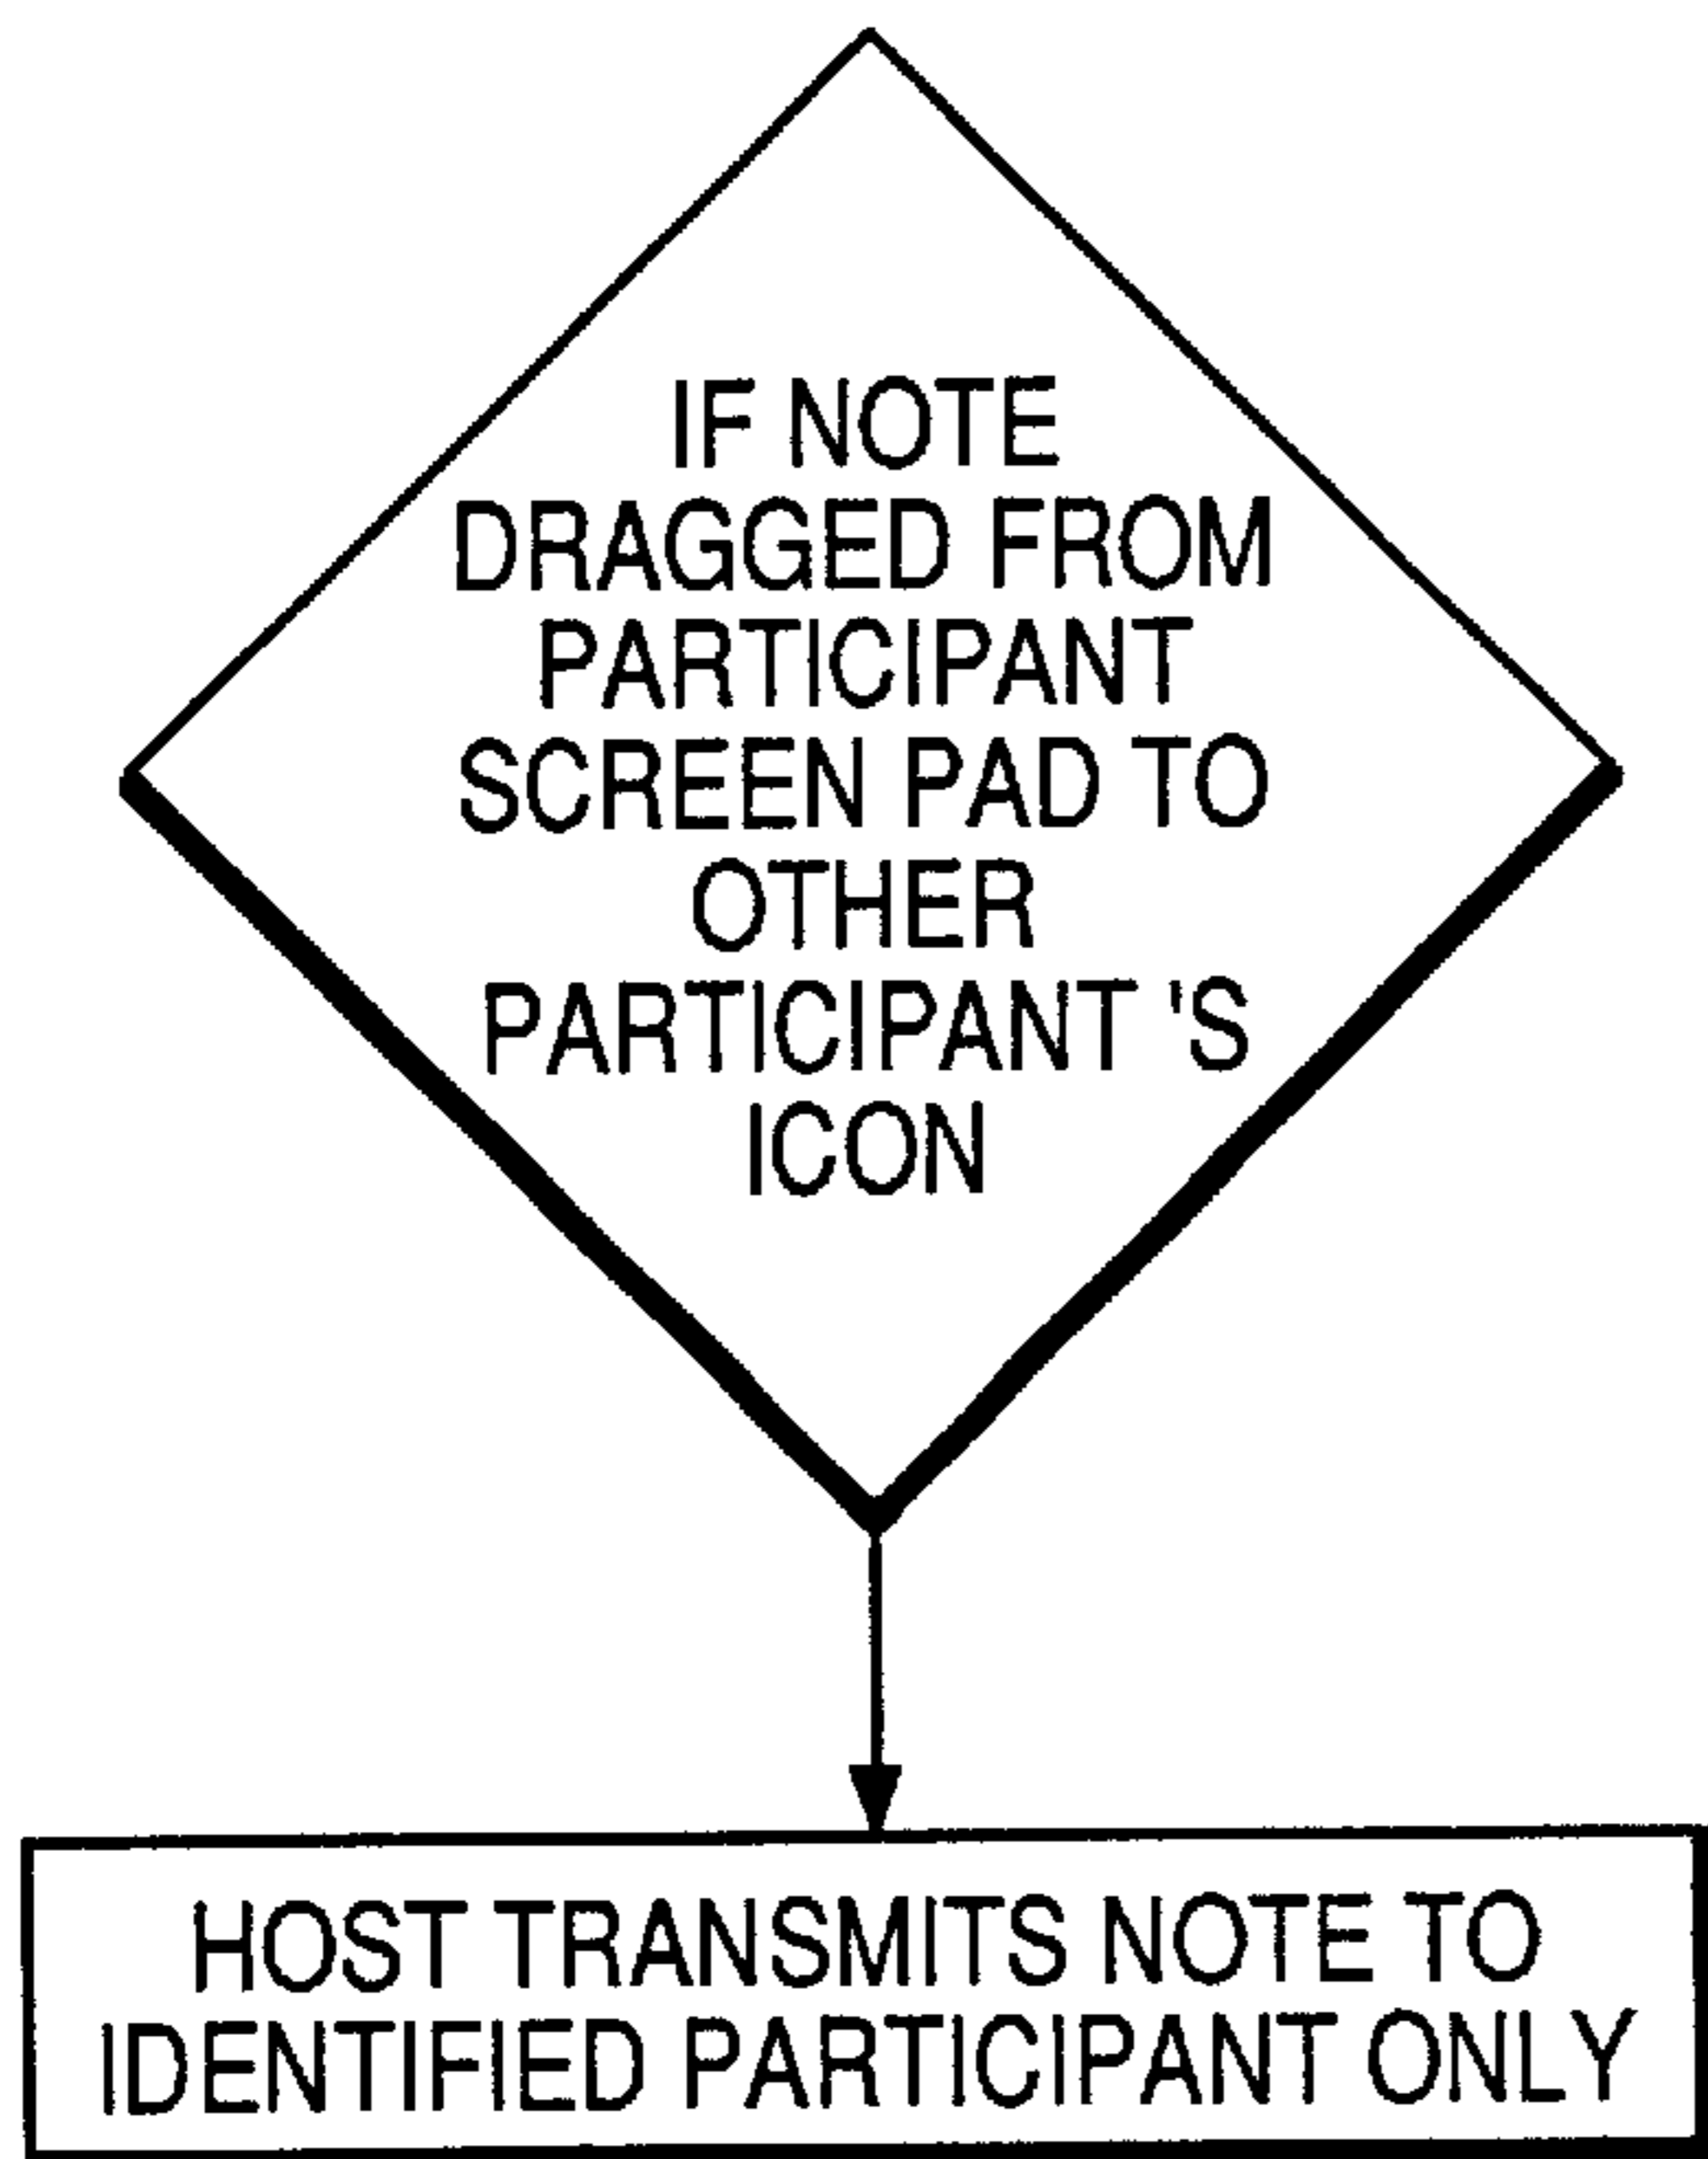 IF NOTE
DRAGGED FROM
PARTICIPANT
SCREEN PAD TO
OTHER
PARTICIPANT 'S
ICON
HOST TRANSMITS NOTE TO
IDENTIFIED PARTICIPANT ONLY